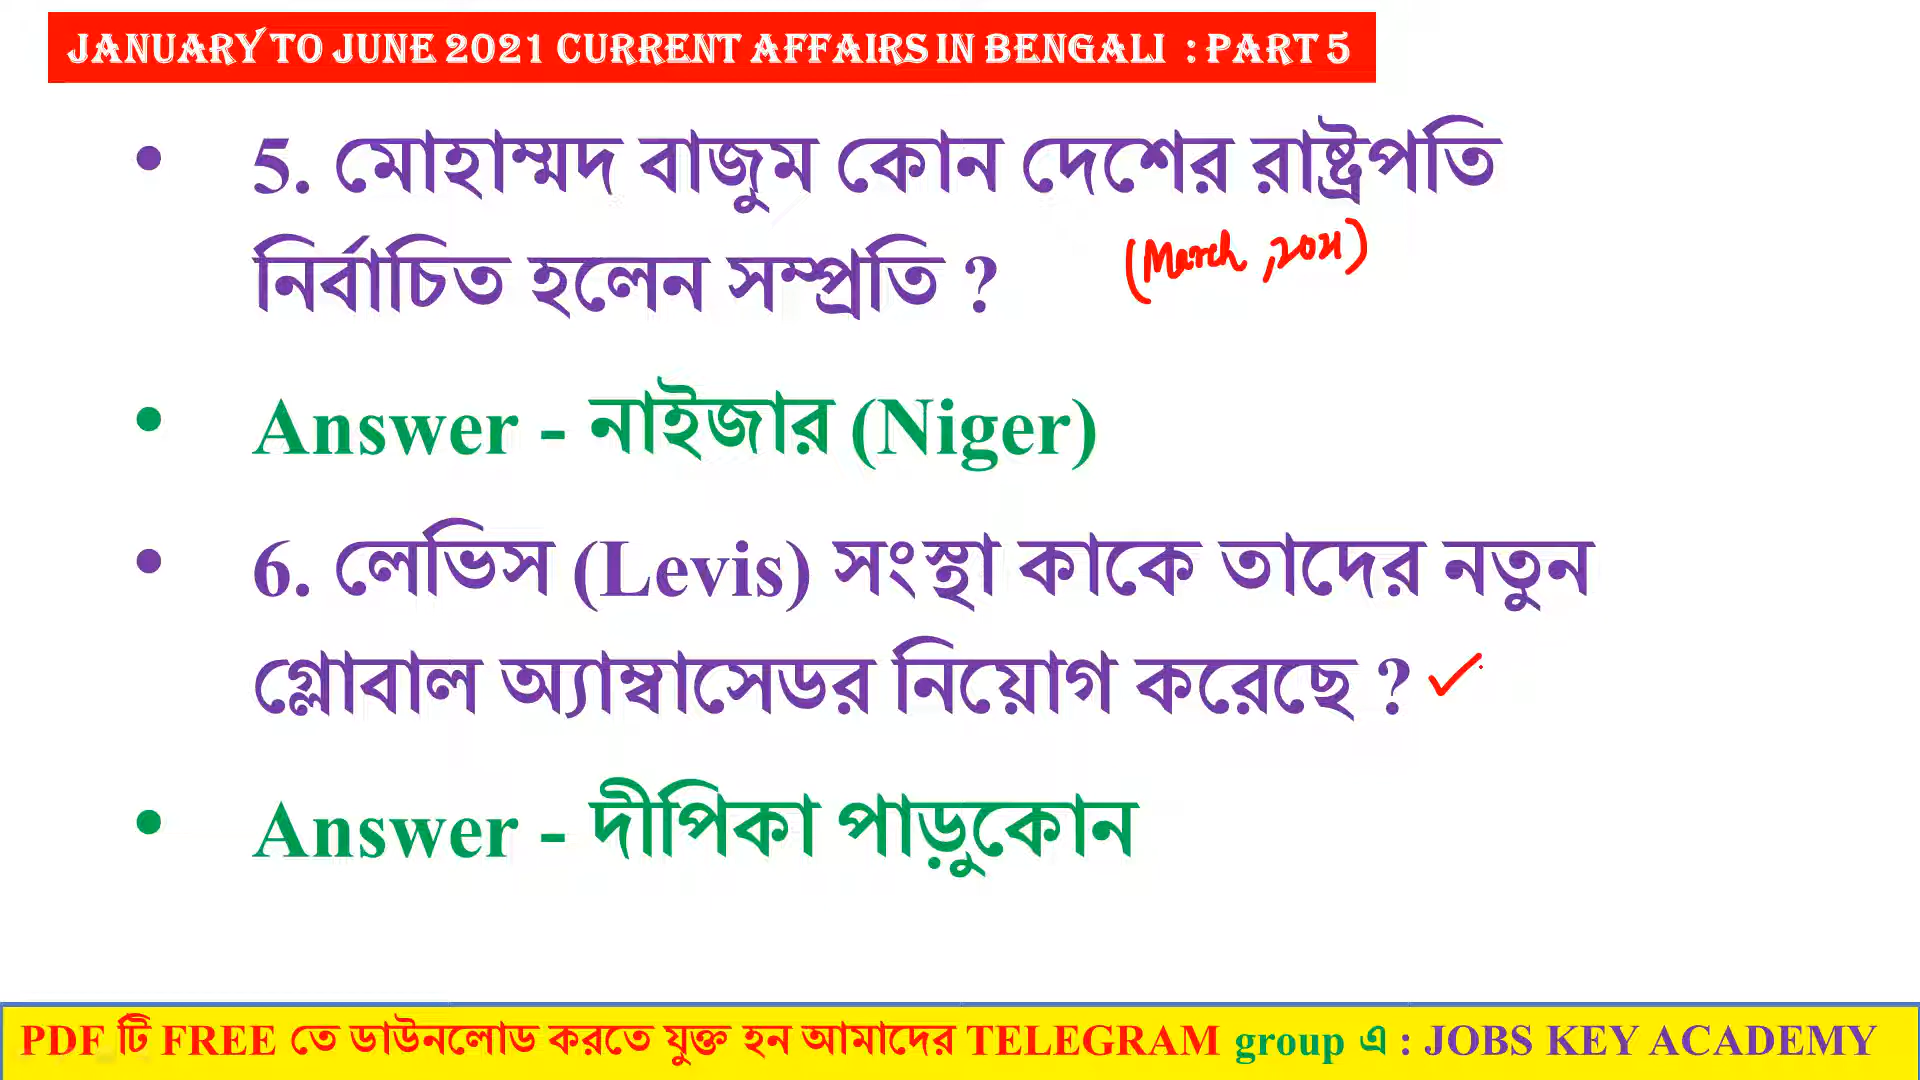 JANUARY TO JUNE 2021 CURRENT AFFAIRS IN BENGALI : PART 5
• 5. মোহাম্মদ বাজুম কোন দেশের রাষ্ট্রপতি
নির্বাচিত হলেন সম্প্রতি ?
(March, 2021)
• Answer - নাইজার (Niger)
• 6. লেভিস (Levis) সংস্থা কাকে তাদের নতুন
গ্লোবাল অ্যাম্বাসেডর নিয়োগ করেছে ?
• Answer - দীপিকা পাড়ুকোন
PDF টি FREE তে ডাউনলোড করতে যুক্ত হন আমাদের TELEGRAM group এ : JOBS KEY ACADEMY